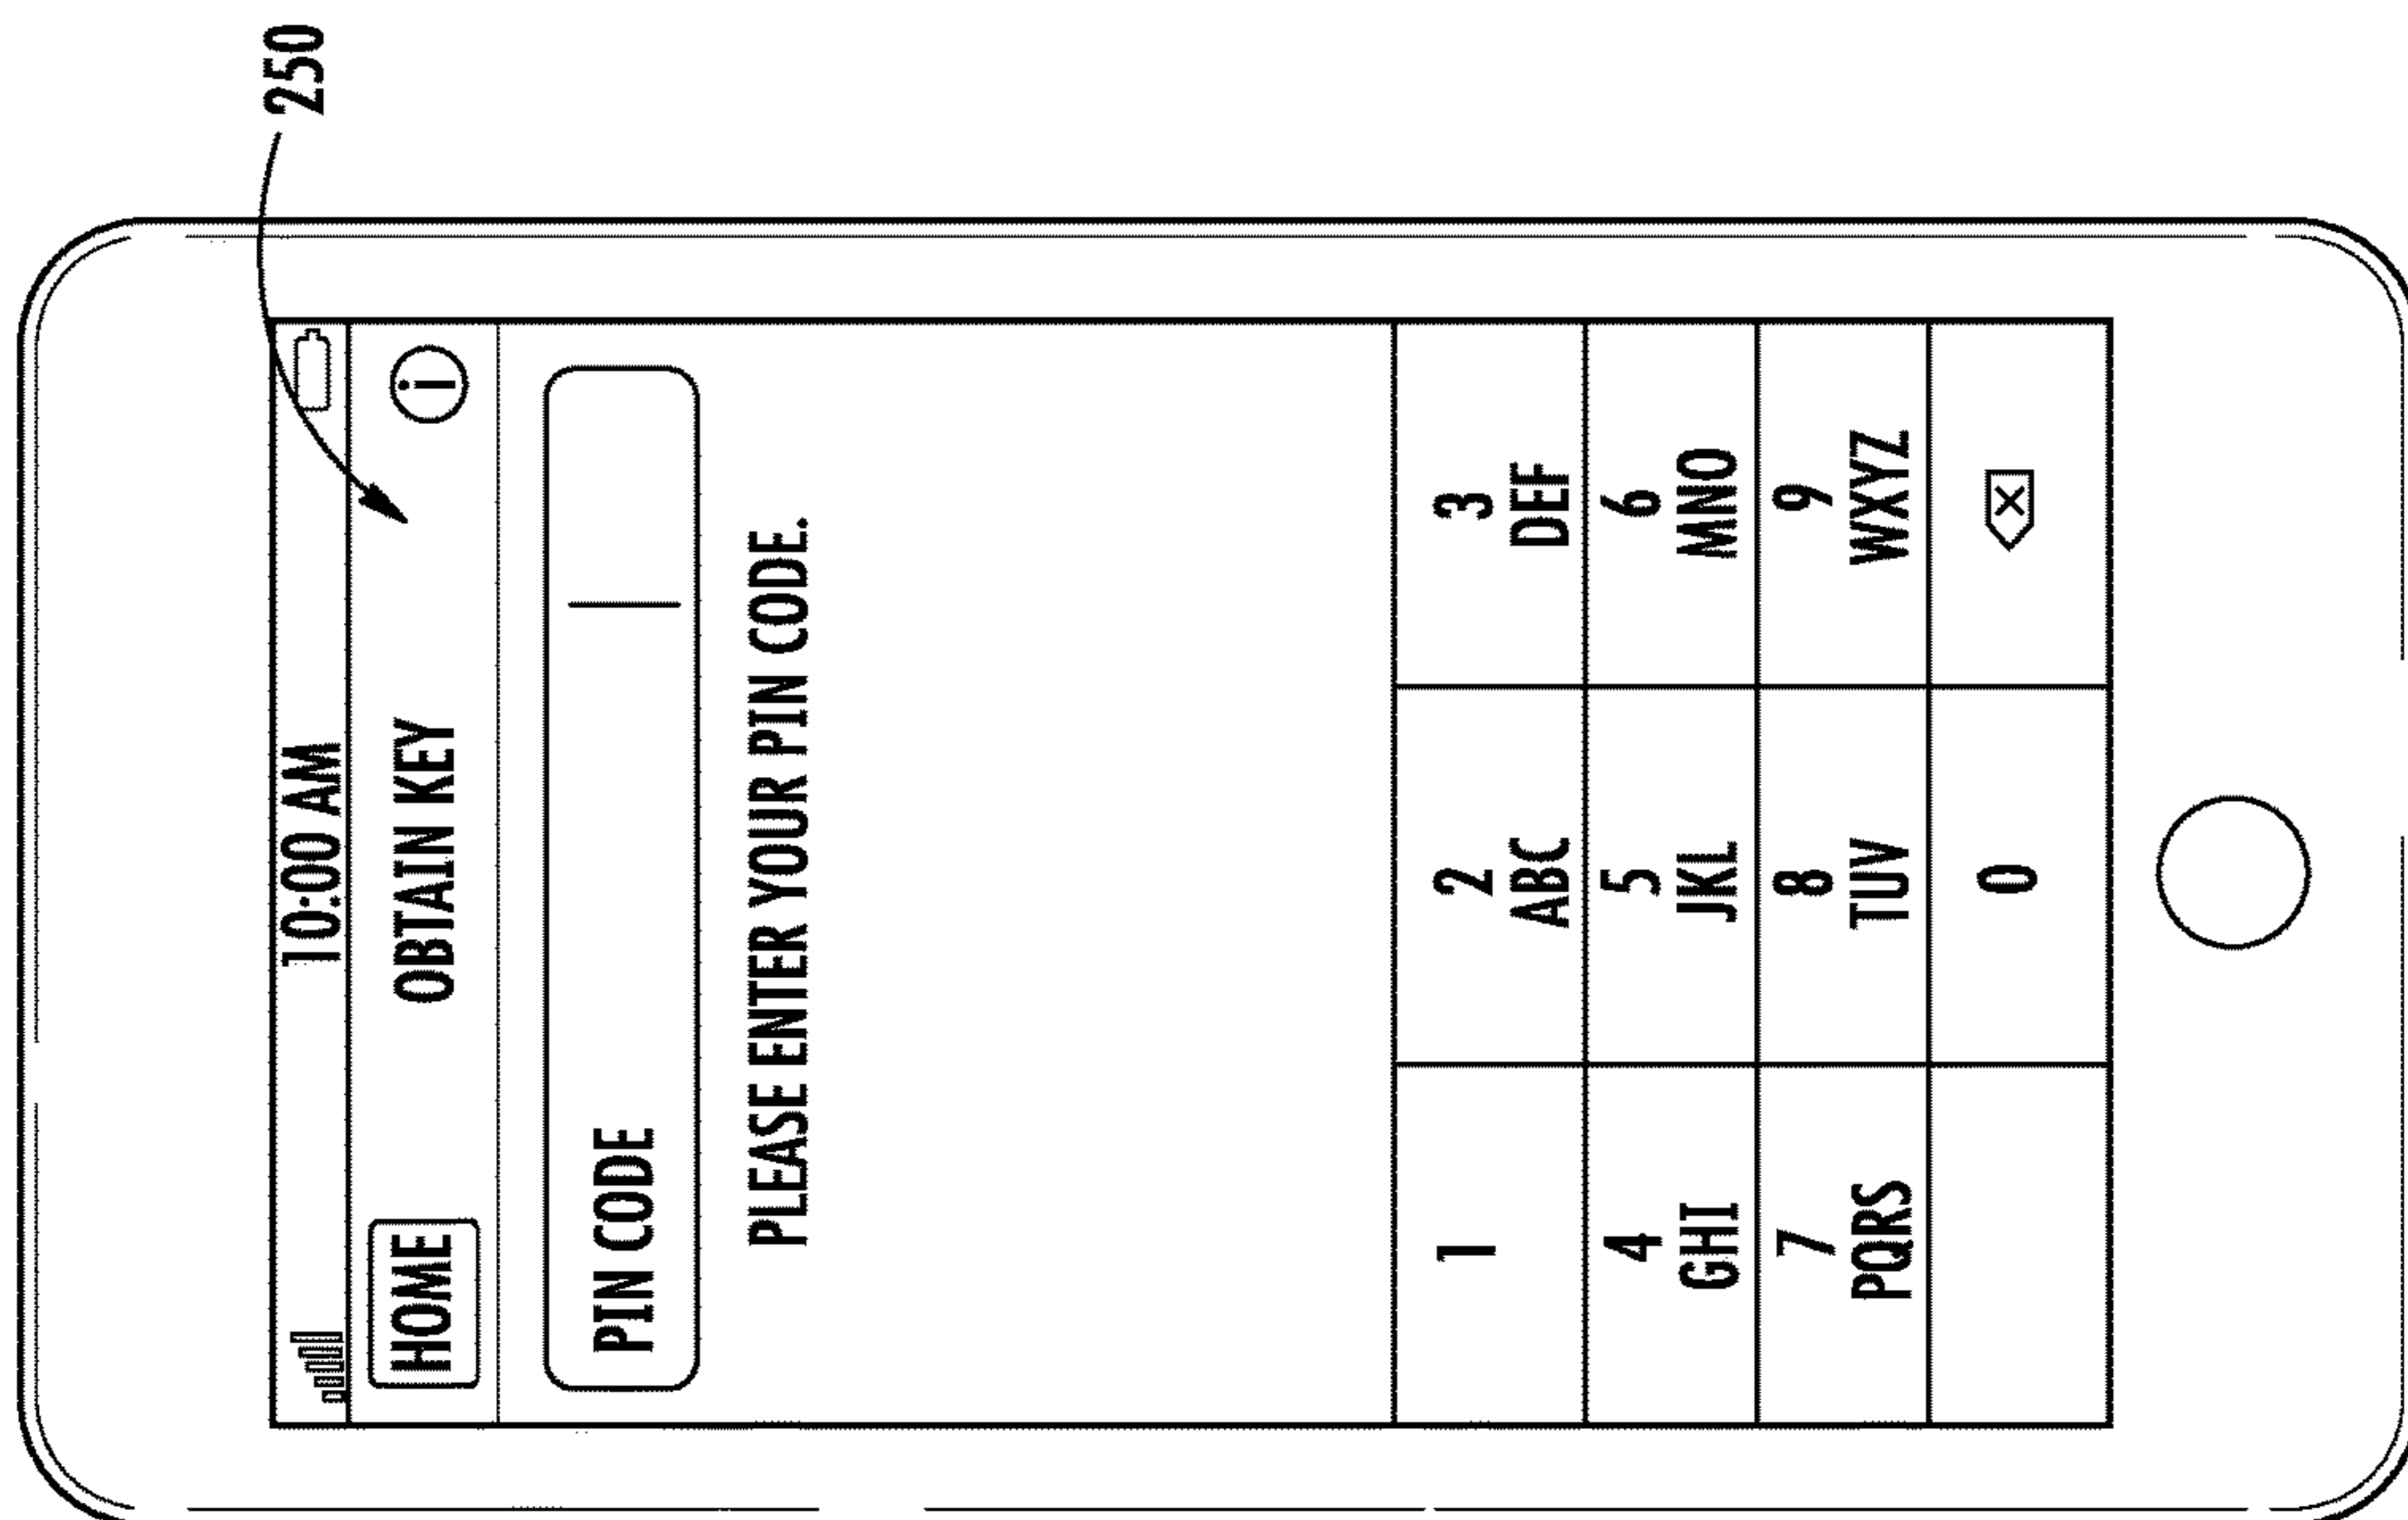 250
10:00 AM
HOME OBTAIN KEY i
PIN CODE
PLEASE ENTER YOUR PIN CODE.
1 2 3
ABC DEF
4 5 6
GHI JKL MNO
7 8 9
PQRS TUV WXYZ
0